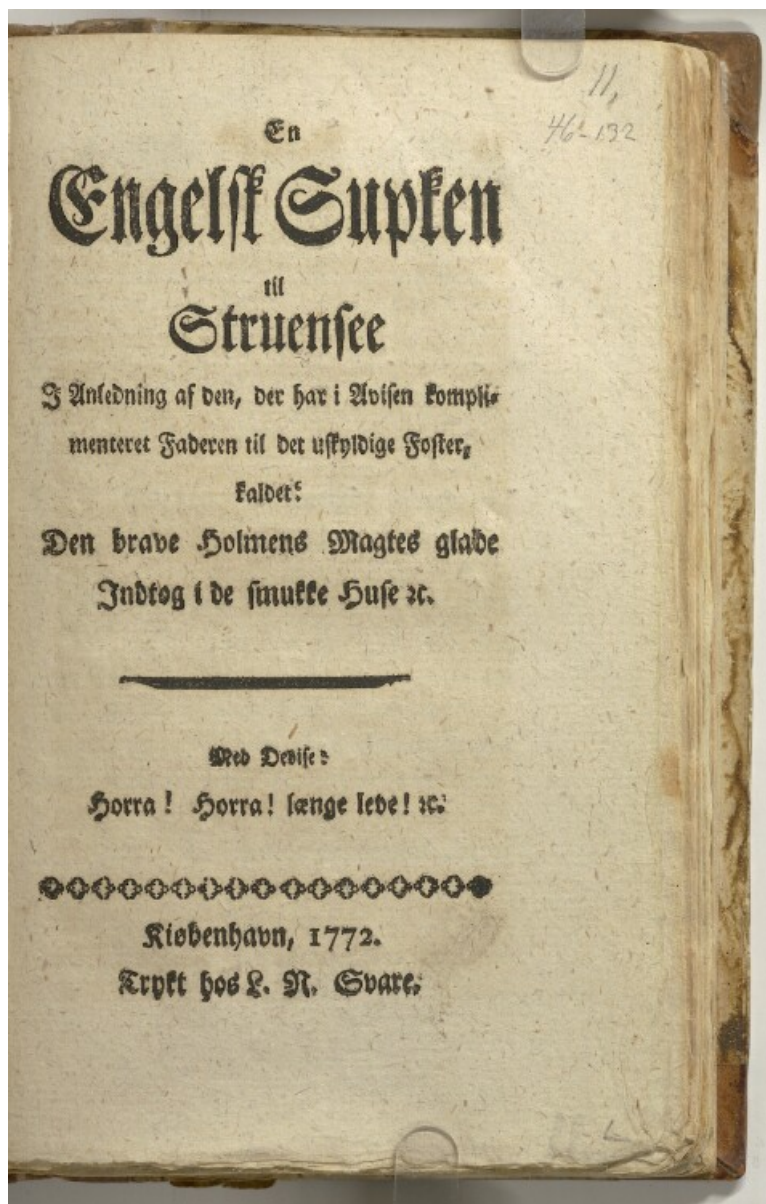 11,
46-132
En
Engelsk Supken
til
Struensee
I Anledning af den, der har i Avisen kompli-
menteret Faderen til det uskyldige Foster,
kaldet:
Den brave Holmens Magtes glade
Indtog i de smukke Huse ꝛc.
Med Devise:
Horra! Horra! længe leve! ꝛc.
Kiøbenhavn, 1772.
Trykt hos L. N. Svare.